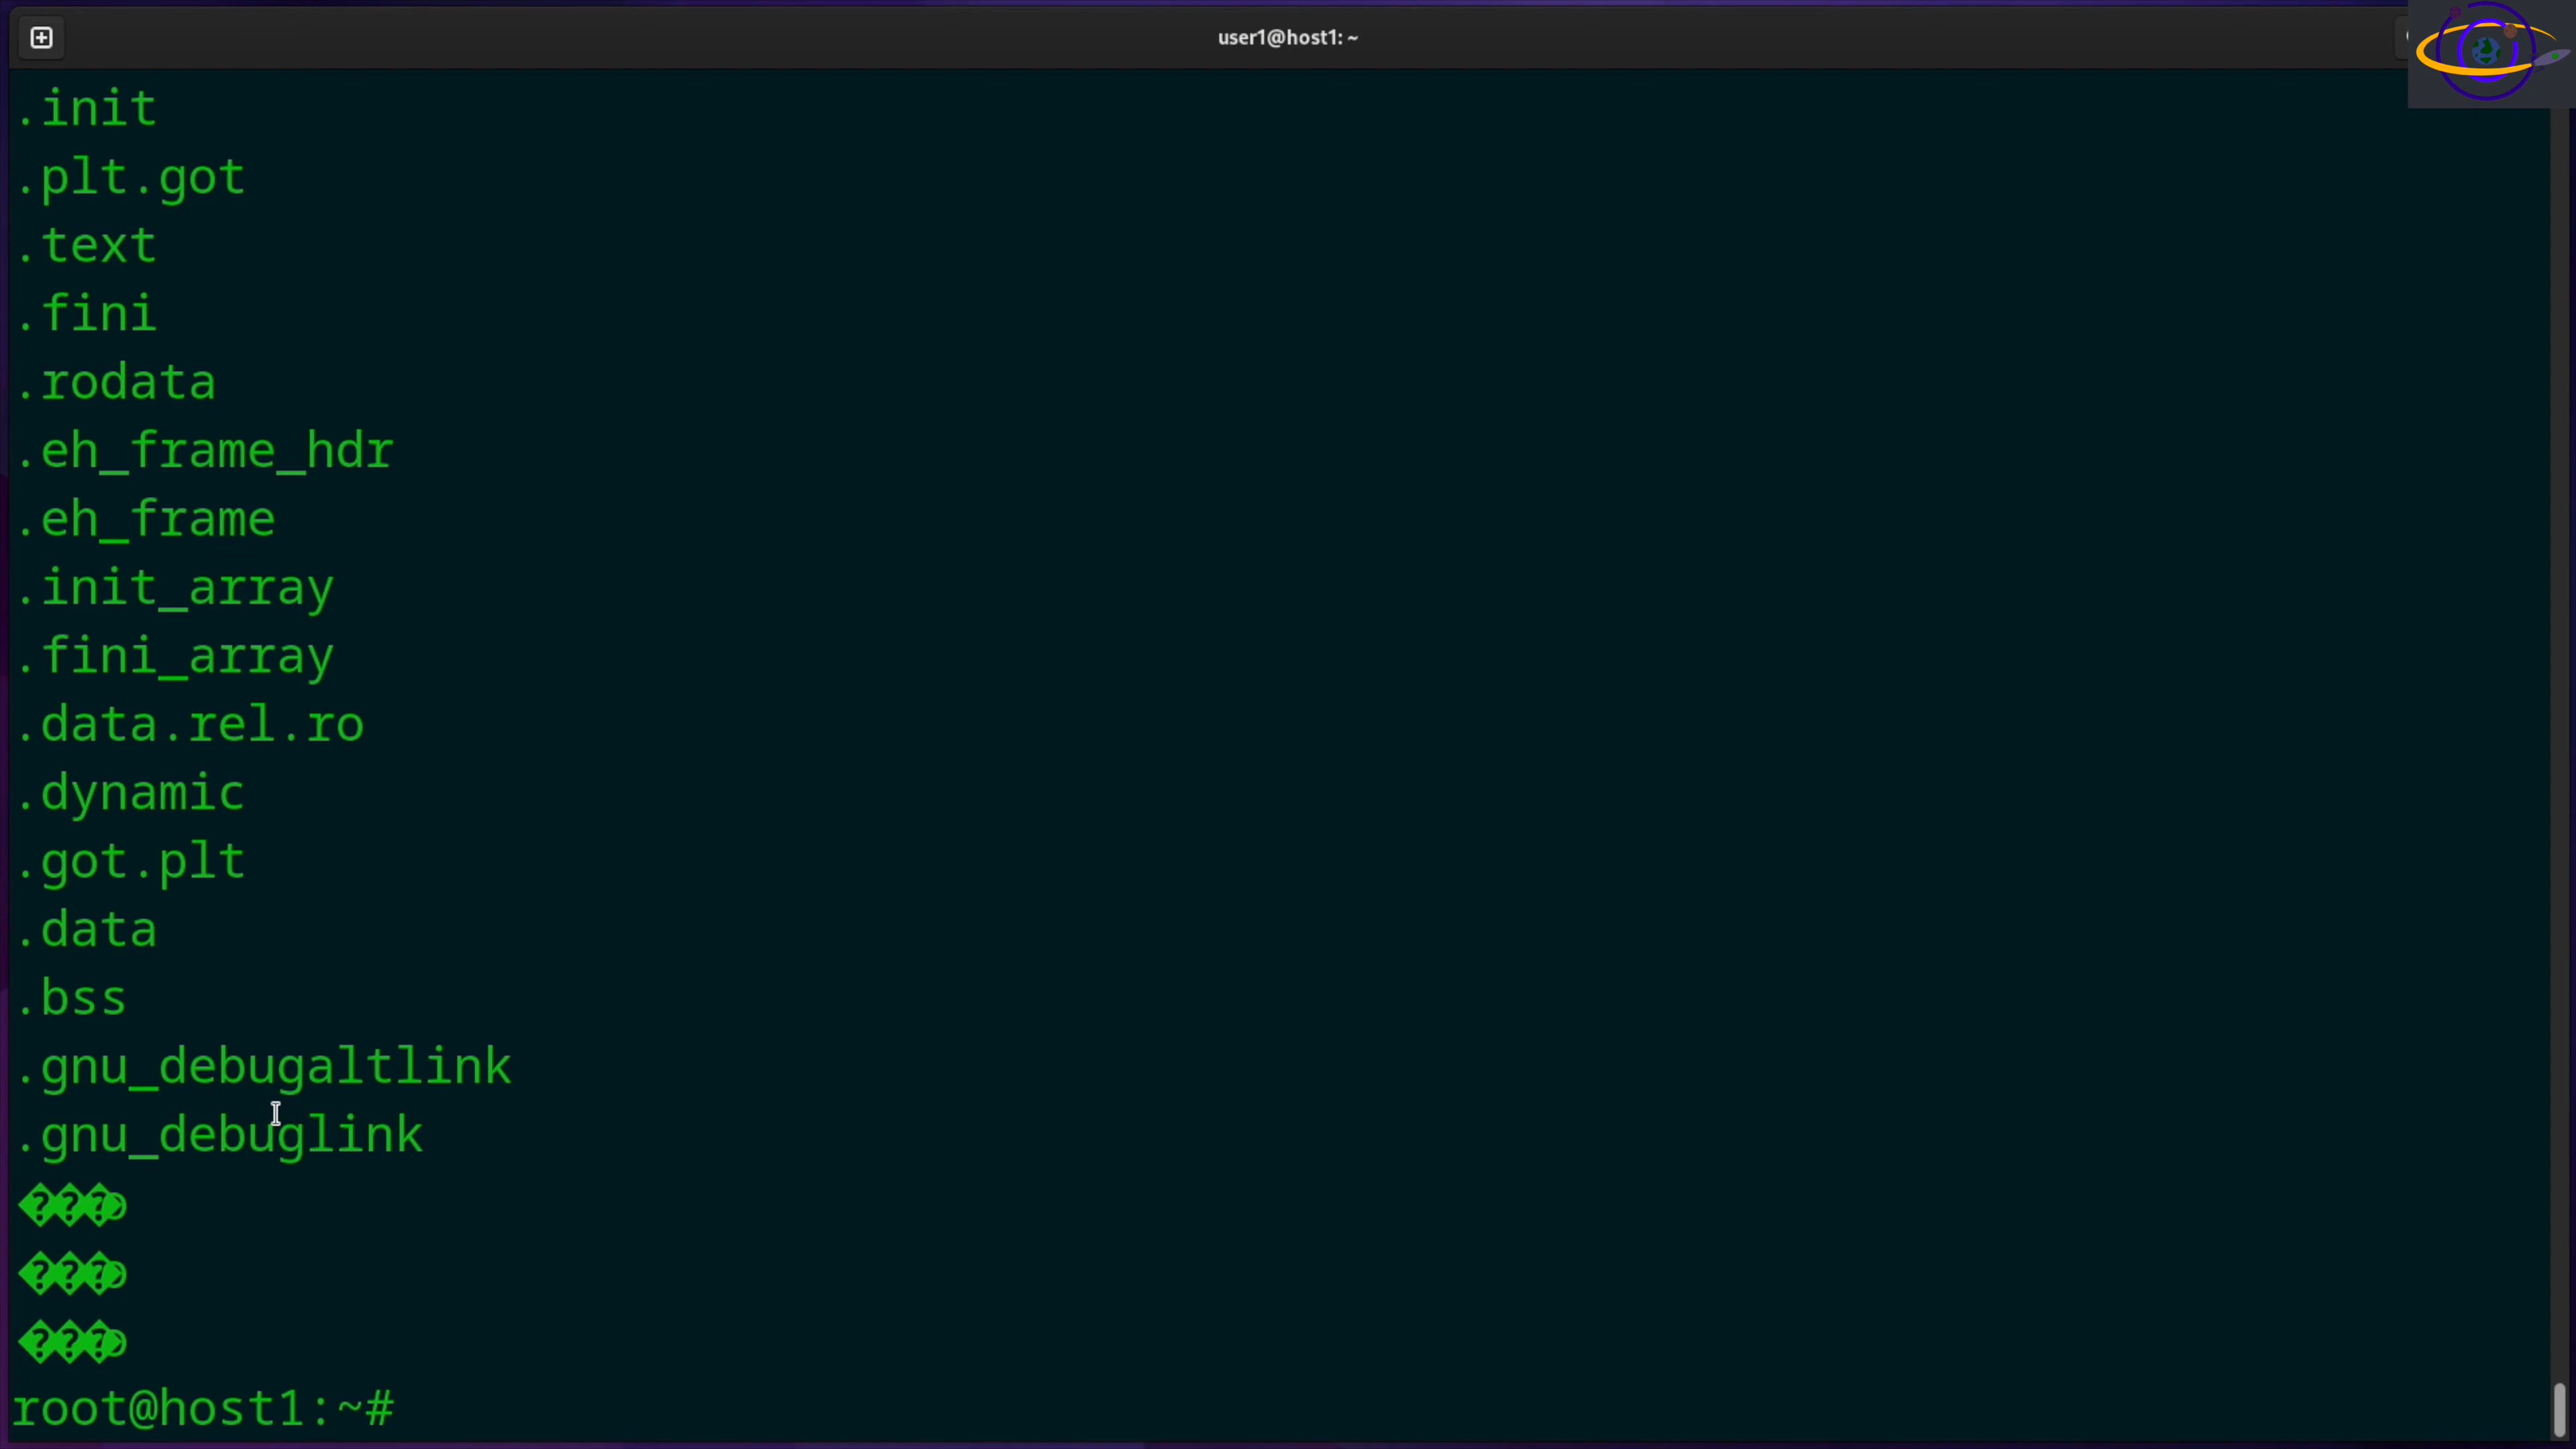 user1@host1: ~
.init
.plt.got
.text
.fini
.rodata
.eh_frame_hdr
.eh_frame
.init_array
.fini_array
.data.rel.ro
.dynamic
.got.plt
.data
.bss
.gnu_debugaltlink
.gnu_debuglink
���o
���o
���o
root@host1:~#